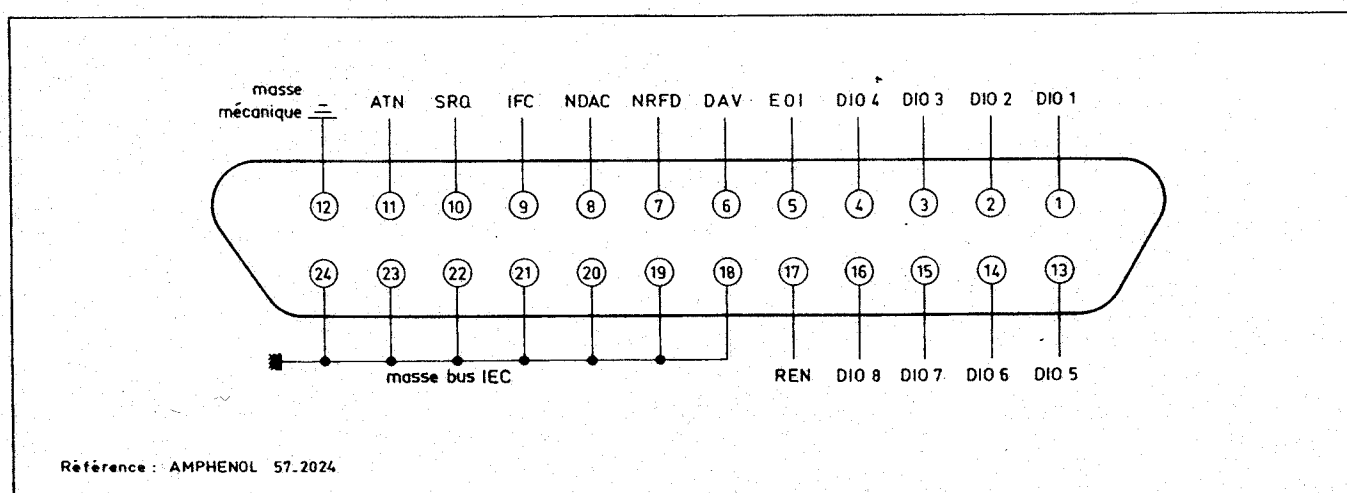 masse
mécanique
ATN SRQ IFC NDAC NRFD DAV EOI DIO 4 DIO 3 DIO 2 DIO 1
12 11 10 9 8 7 6 5 4 3 2 1
24 23 22 21 20 19 18 17 16 15 14 13
masse bus IEC
REN DIO 8 DIO 7 DIO 6 DIO 5
Référence : AMPHENOL 57_2024